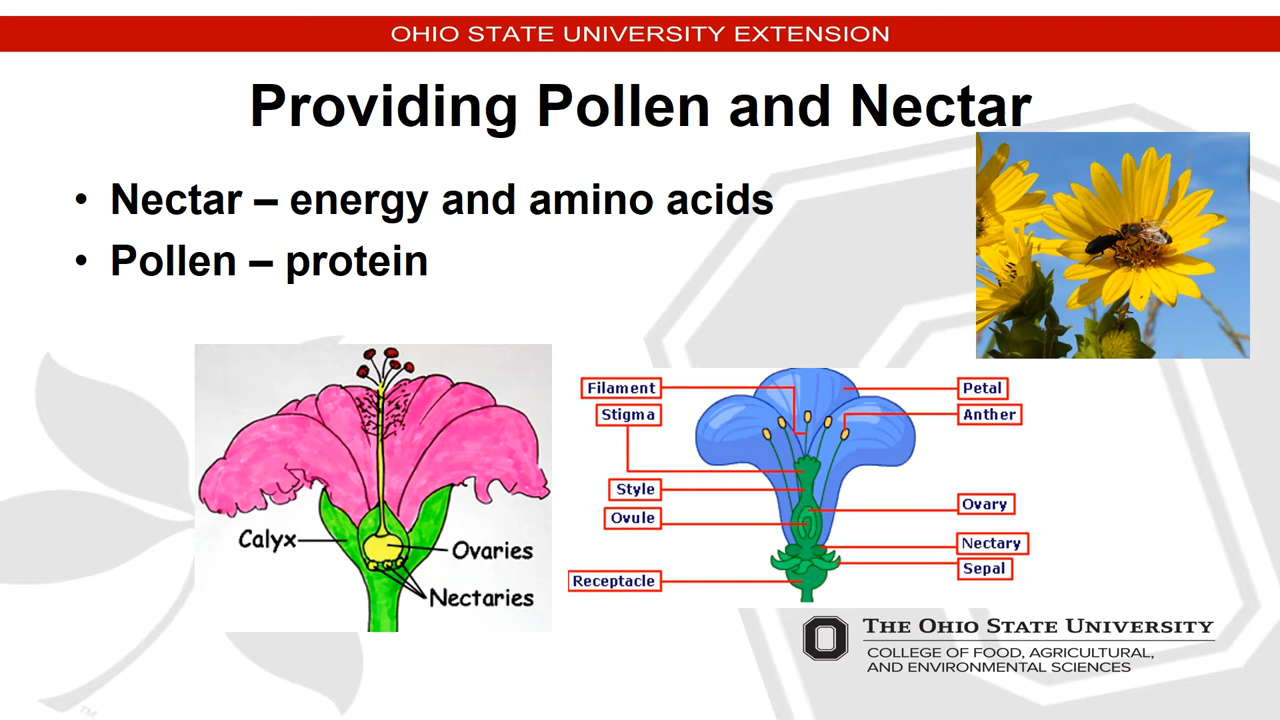 OHIO STATE UNIVERSITY EXTENSION
Providing Pollen and Nectar
• Nectar – energy and amino acids
• Pollen – protein
Calyx
Ovaries
Nectaries
Filament
Stigma
Style
Ovule
Receptacle
Petal
Anther
Ovary
Nectary
Sepal
THE OHIO STATE UNIVERSITY
COLLEGE OF FOOD, AGRICULTURAL,
AND ENVIRONMENTAL SCIENCES
TM